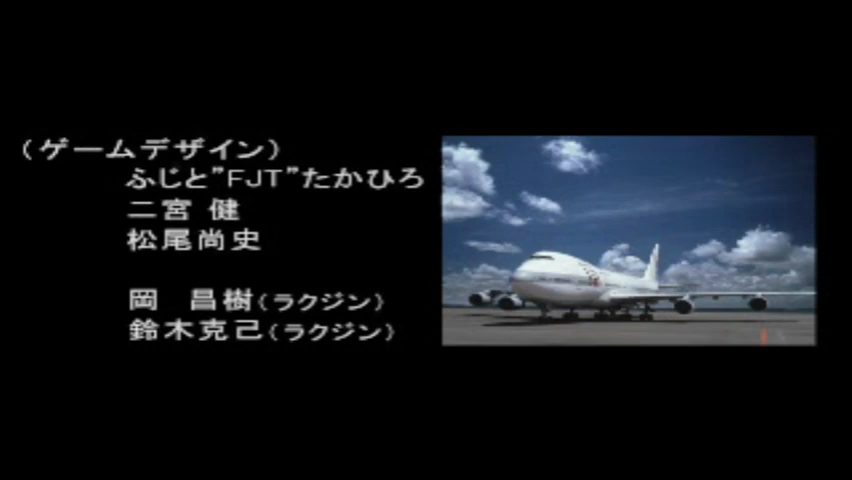 (ゲームデザイン)
ふじと"FJT"たかひろ
二宮 健
松尾尚史
岡　昌樹(ラクジン)
鈴木克己(ラクジン)